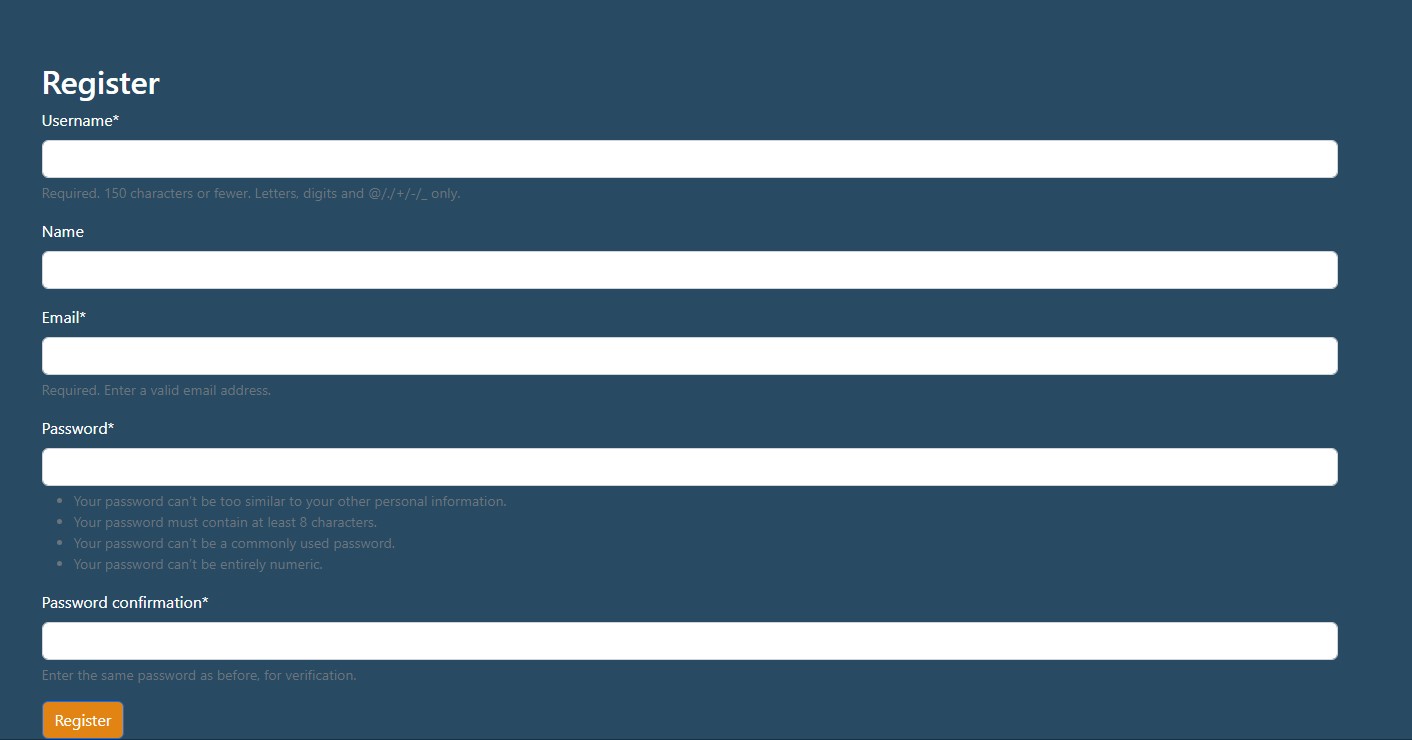 Register
Username*
Required. 150 characters or fewer. Letters, digits and @/./+/-/_ only.
Name
Email*
Required. Enter a valid email address.
Password*
• Your password can't be too similar to your other personal information.
• Your password must contain at least 8 characters.
• Your password can't be a commonly used password.
• Your password can't be entirely numeric.
Password confirmation*
Enter the same password as before, for verification.
Register